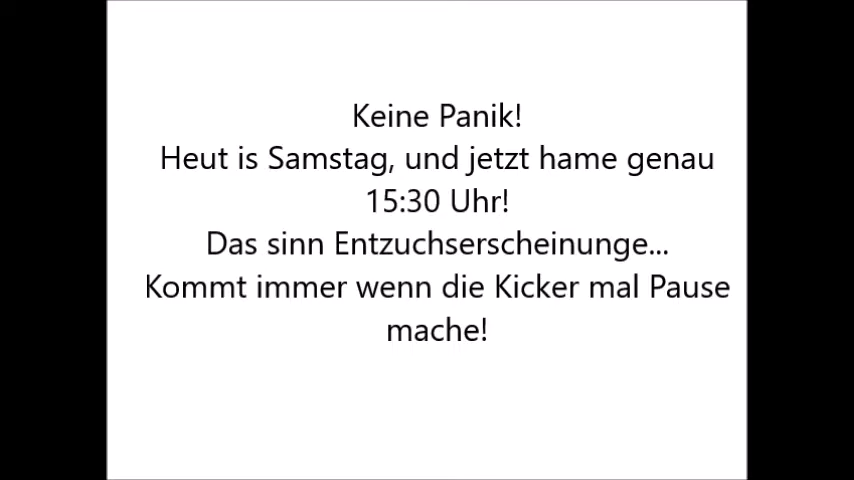 Keine Panik!
Heut is Samstag, und jetzt hame genau
15:30 Uhr!
Das sinn Entzuchserscheinunge...
Kommt immer wenn die Kicker mal Pause
mache!